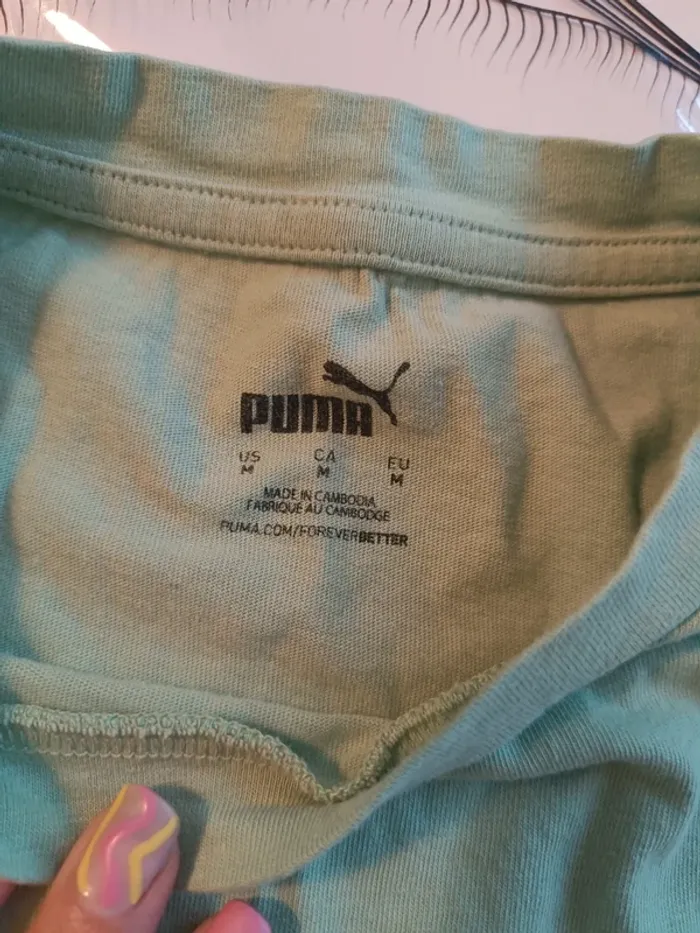 PUMA
US CA EU
M M M
MADE IN CAMBODIA
FABRIQUÉ AU CAMBODGE
PUMA.COM/FOREVERBETTER